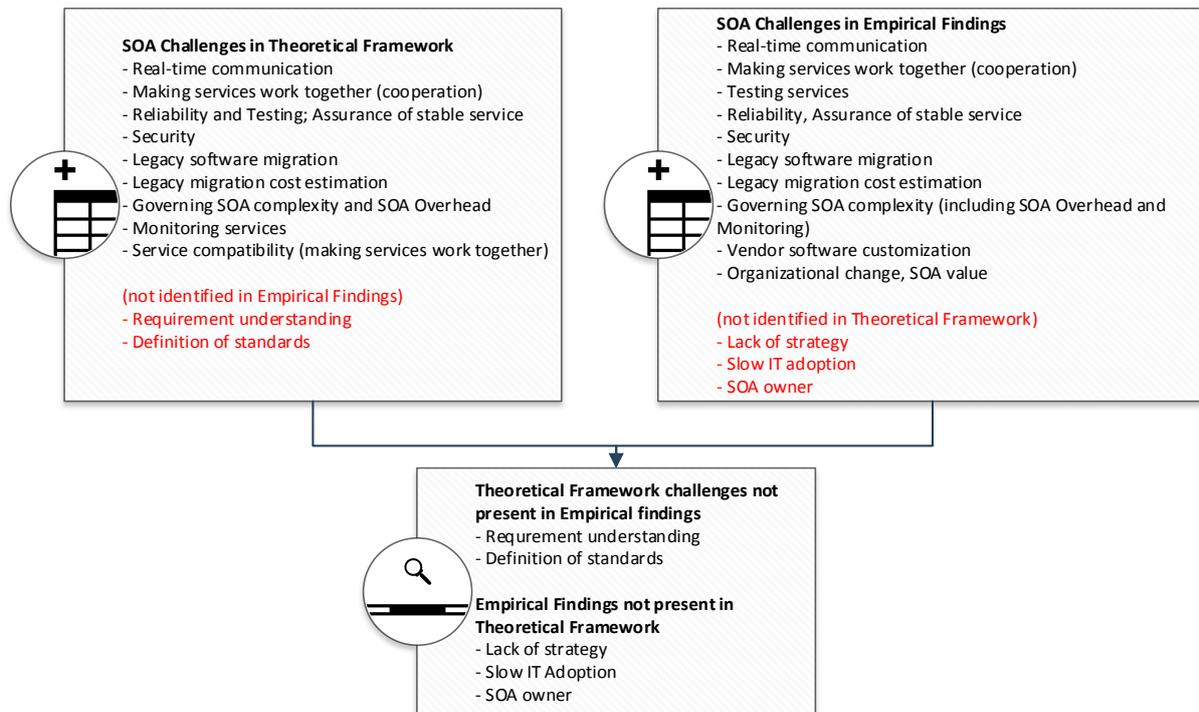 SOA Challenges in Theoretical Framework
- Real-time communication
- Making services work together (cooperation)
- Reliability and Testing; Assurance of stable service
- Security
- Legacy software migration
- Legacy migration cost estimation
- Governing SOA complexity and SOA Overhead
- Monitoring services
- Service compatibility (making services work together)
(not identified in Empirical Findings)
- Requirement understanding
- Definition of standards
SOA Challenges in Empirical Findings
- Real-time communication
- Making services work together (cooperation)
- Testing services
- Reliability, Assurance of stable service
- Security
- Legacy software migration
- Legacy migration cost estimation
- Governing SOA complexity (including SOA Overhead and
Monitoring)
- Vendor software customization
- Organizational change, SOA value
(not identified in Theoretical Framework)
- Lack of strategy
- Slow IT adoption
- SOA owner
Theoretical Framework challenges not
present in Empirical findings
- Requrement understanding
- Definition of standards
Empirical Findings not present in
Theoretical Framework
- Lack of strategy
- Slow IT Adoption
- SOA owner